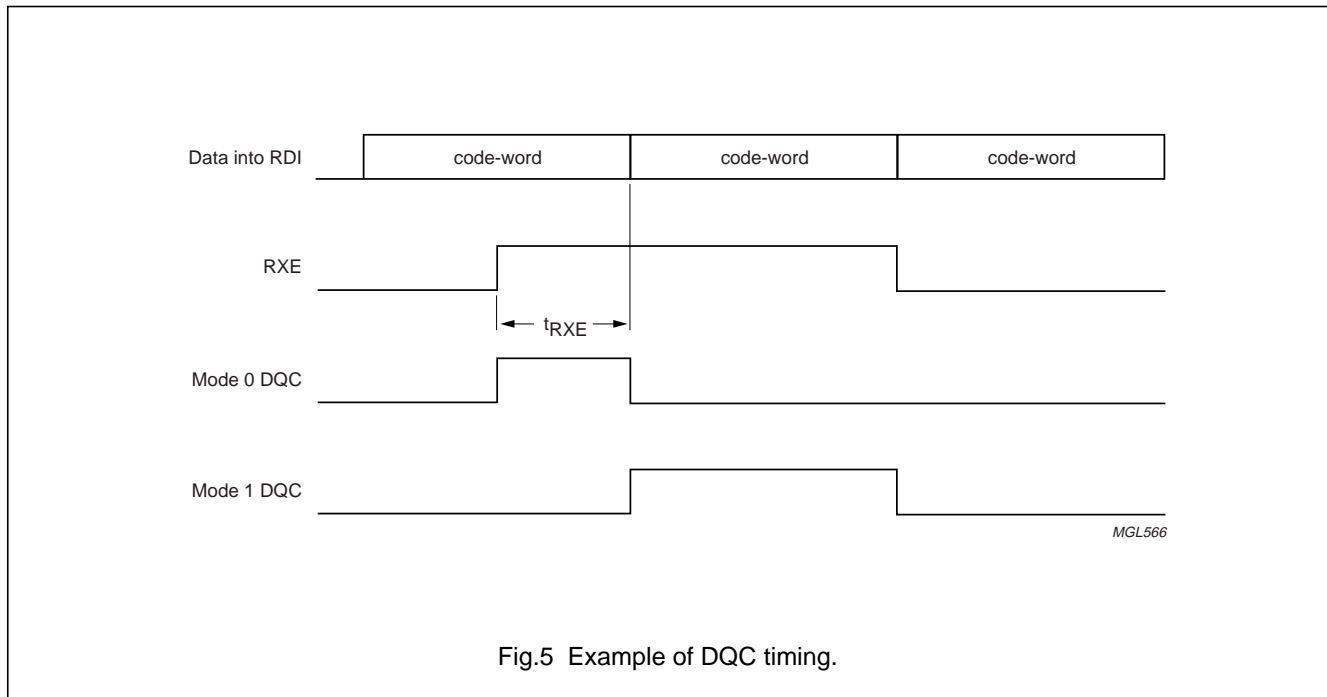 Data into RDI
code-word code-word code-word
RXE
tRXE
Mode 0 DQC
Mode 1 DQC
MGL566
Fig.5 Example of DQC timing.